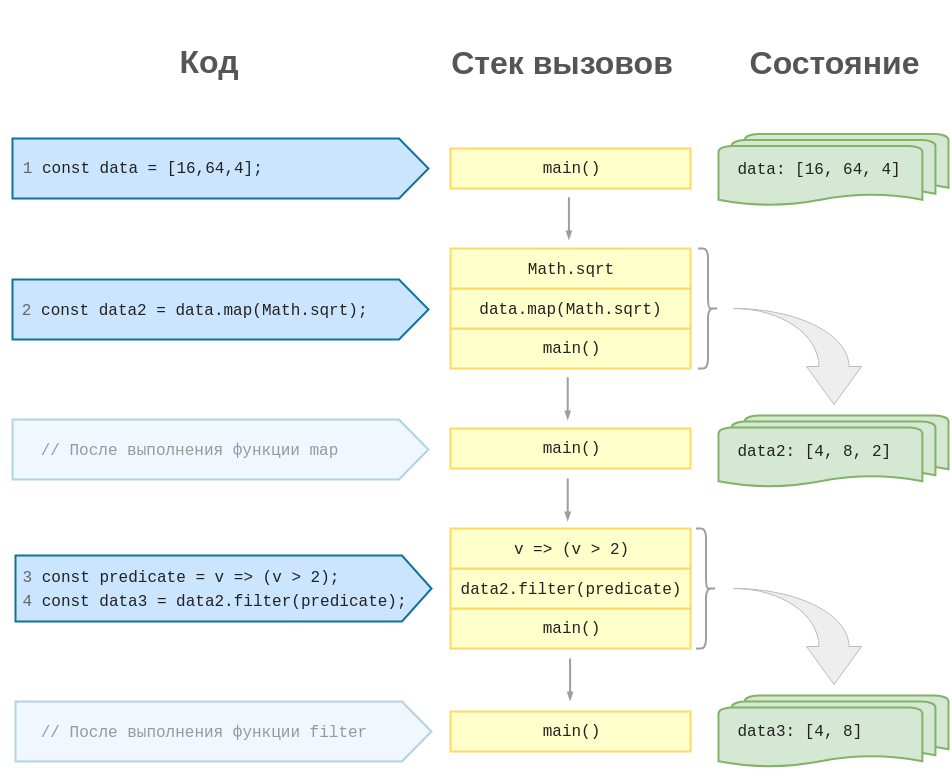 Код
Стек вызовов
Состояние
1 const data = [16,64,4];
main()
data: [16, 64, 4]
2 const data2 = data.map(Math.sqrt);
Math.sqrt
data.map(Math.sqrt)
main()
// После выполнения функции map
main()
data2: [4, 8, 2]
3 const predicate = v => (v > 2);
4 const data3 = data2.filter(predicate);
v => (v > 2)
data2.filter(predicate)
main()
// После выполнения функции filter
main()
data3: [4, 8]